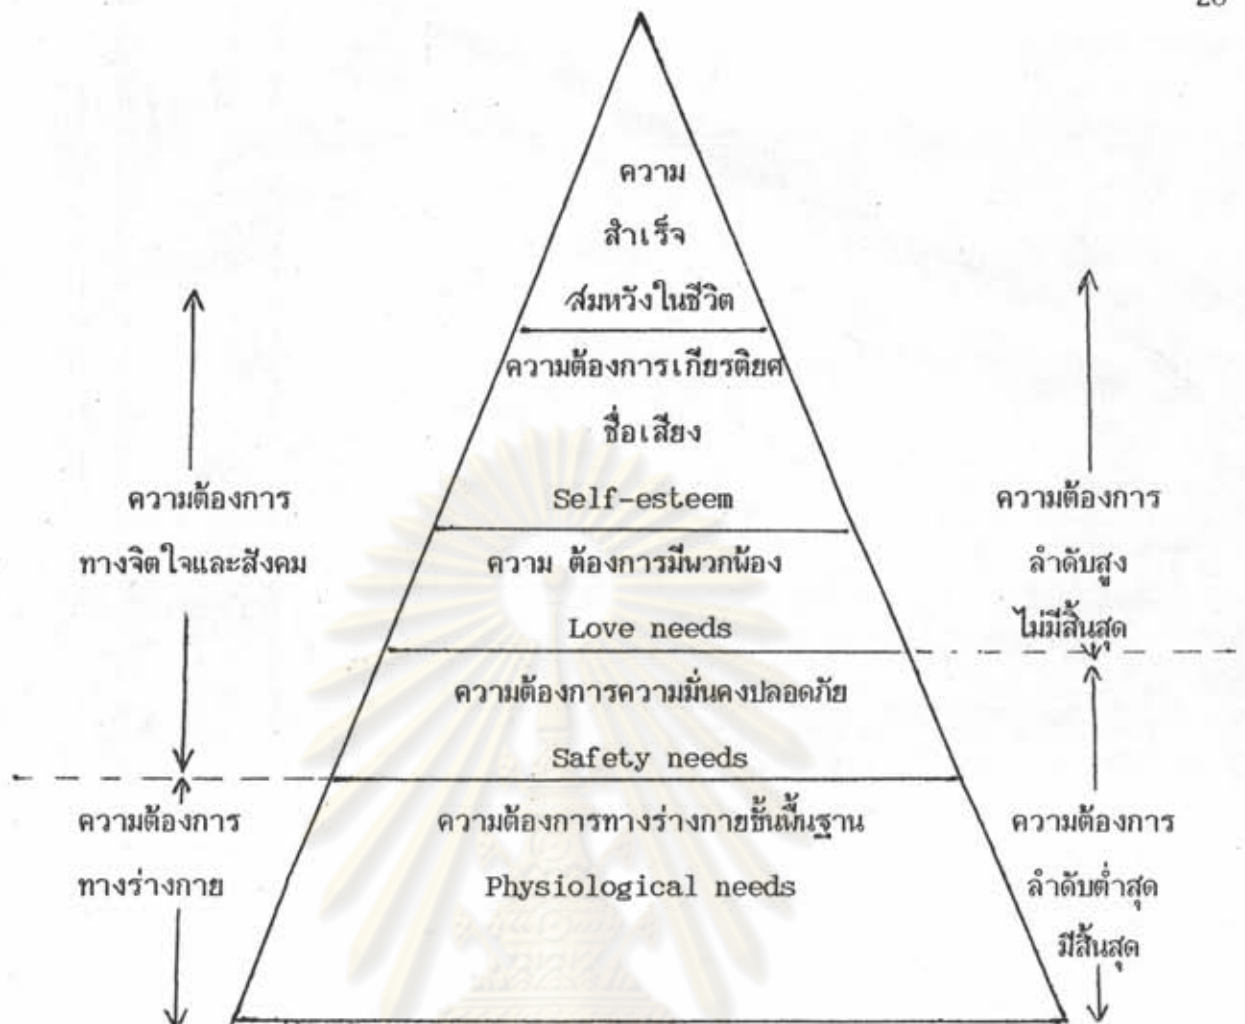 ความ
สำเร็จ
สมหวังในชีวิต
ความต้องการเกียรติยศ
ชื่อเสียง
Self-esteem
ความต้องการ
ทางจิตใจและสังคม
ความต้องการ
ลำดับสูง
ไม่มีสิ้นสุด
ความ ต้องการมีพวกพ้อง
Love needs
ความต้องการความมั่นคงปลอดภัย
Safety needs
ความต้องการ
ทางร่างกาย
ความต้องการทางร่างกายขั้นพื้นฐาน
Physiological needs
ความต้องการ
ลำดับต่ำสุด
มีสิ้นสุด